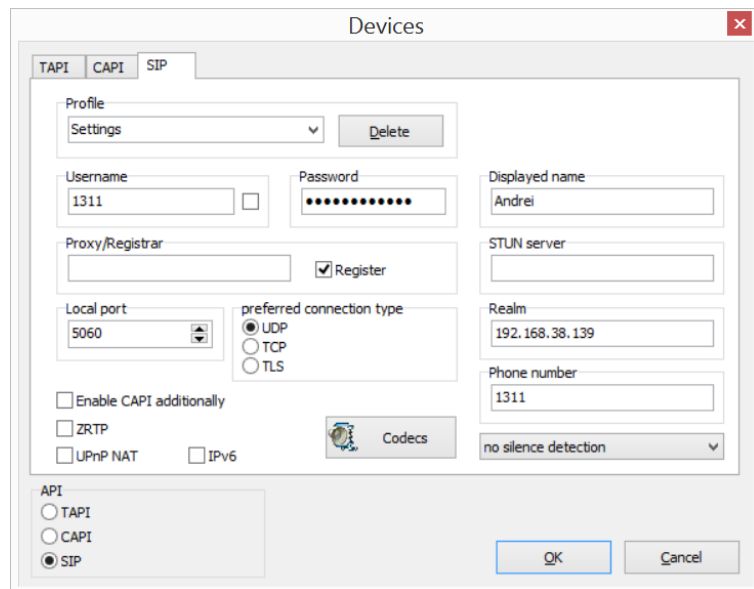 Devices
TAPI CAPI SIP
Profile
Settings Delete
Username Password Displayed name
1311 •••••••••••• Andrei
Proxy/Registrar STUN server
Register
Local port preferred connection type Realm
5060 UDP 192.168.38.139
TCP
TLS
Phone number
1311
Enable CAPI additionally
ZRTP Codecs
UPnP NAT IPv6 no silence detection
API
TAPI
CAPI
SIP OK Cancel